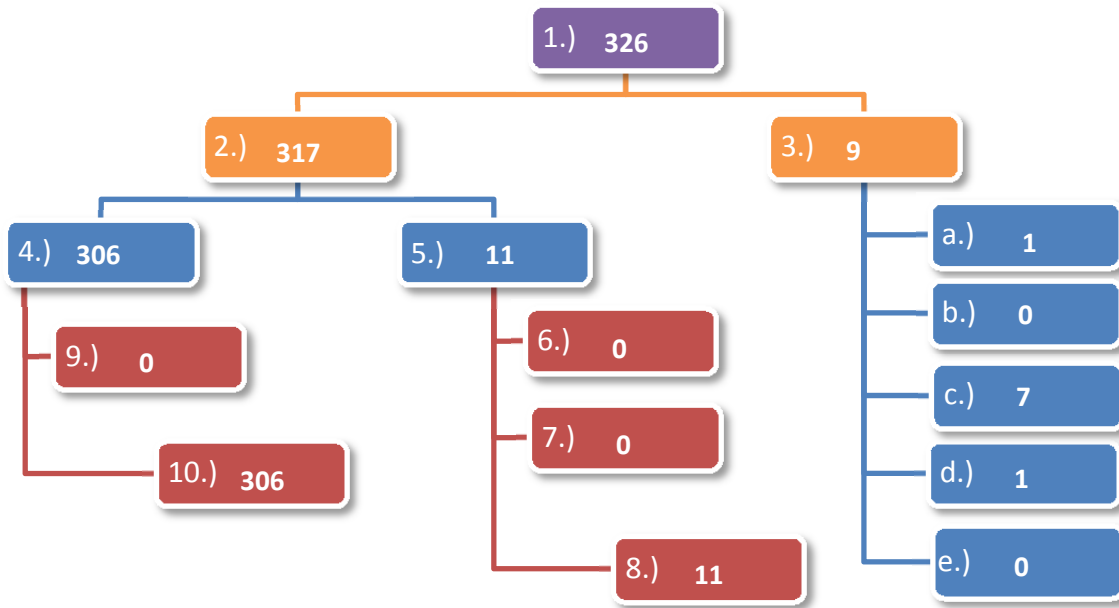 1.) 326
2.) 317
3.) 9
4.) 306
5.) 11
a.) 1
b.) 0
9.) 0
6.) 0
c.) 7
7.) 0
10.) 306
d.) 1
8.) 11
e.) 0